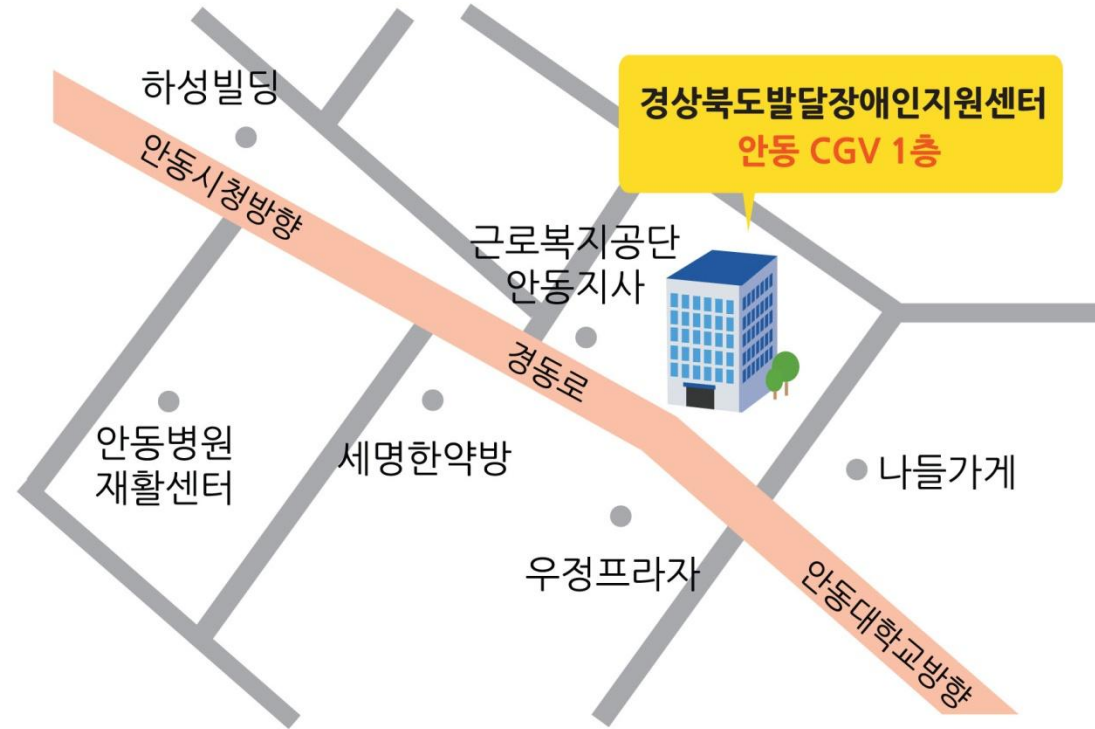 하성빌딩
경상북도발달장애인지원센터
안동 CGV 1층
안동시청방향
근로복지공단
안동지사
경동로
안동병원
재활센터
세명한약방
나들가게
우정프라자
안동대학교방향